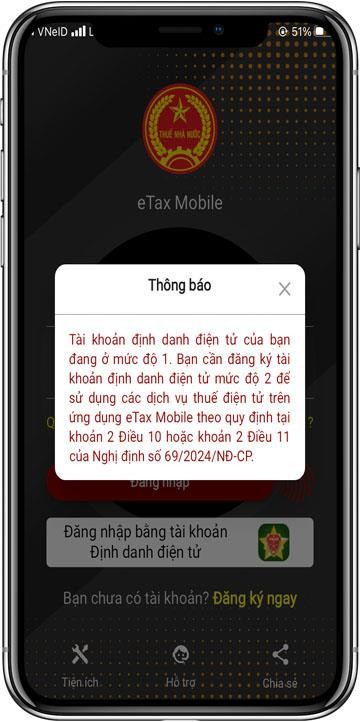 VNeID
51%
THUẾ NHÀ NƯỚC
eTax Mobile
Thông báo
Tài khoản định danh điện tử của bạn
đang ở mức độ 1. Bạn cần đăng ký tài
khoản định danh điện tử mức độ 2 để
sử dụng các dịch vụ thuế điện tử trên
ứng dụng eTax Mobile theo quy định tại
khoản 2 Điều 10 hoặc khoản 2 Điều 11
của Nghị định số 69/2024/NĐ-CP.
Q
?
Đăng nhập
Đăng nhập bằng tài khoản
Định danh điện tử
Bạn chưa có tài khoản? Đăng ký ngay
Tiện ích
Hỗ trợ
Chia sẻ